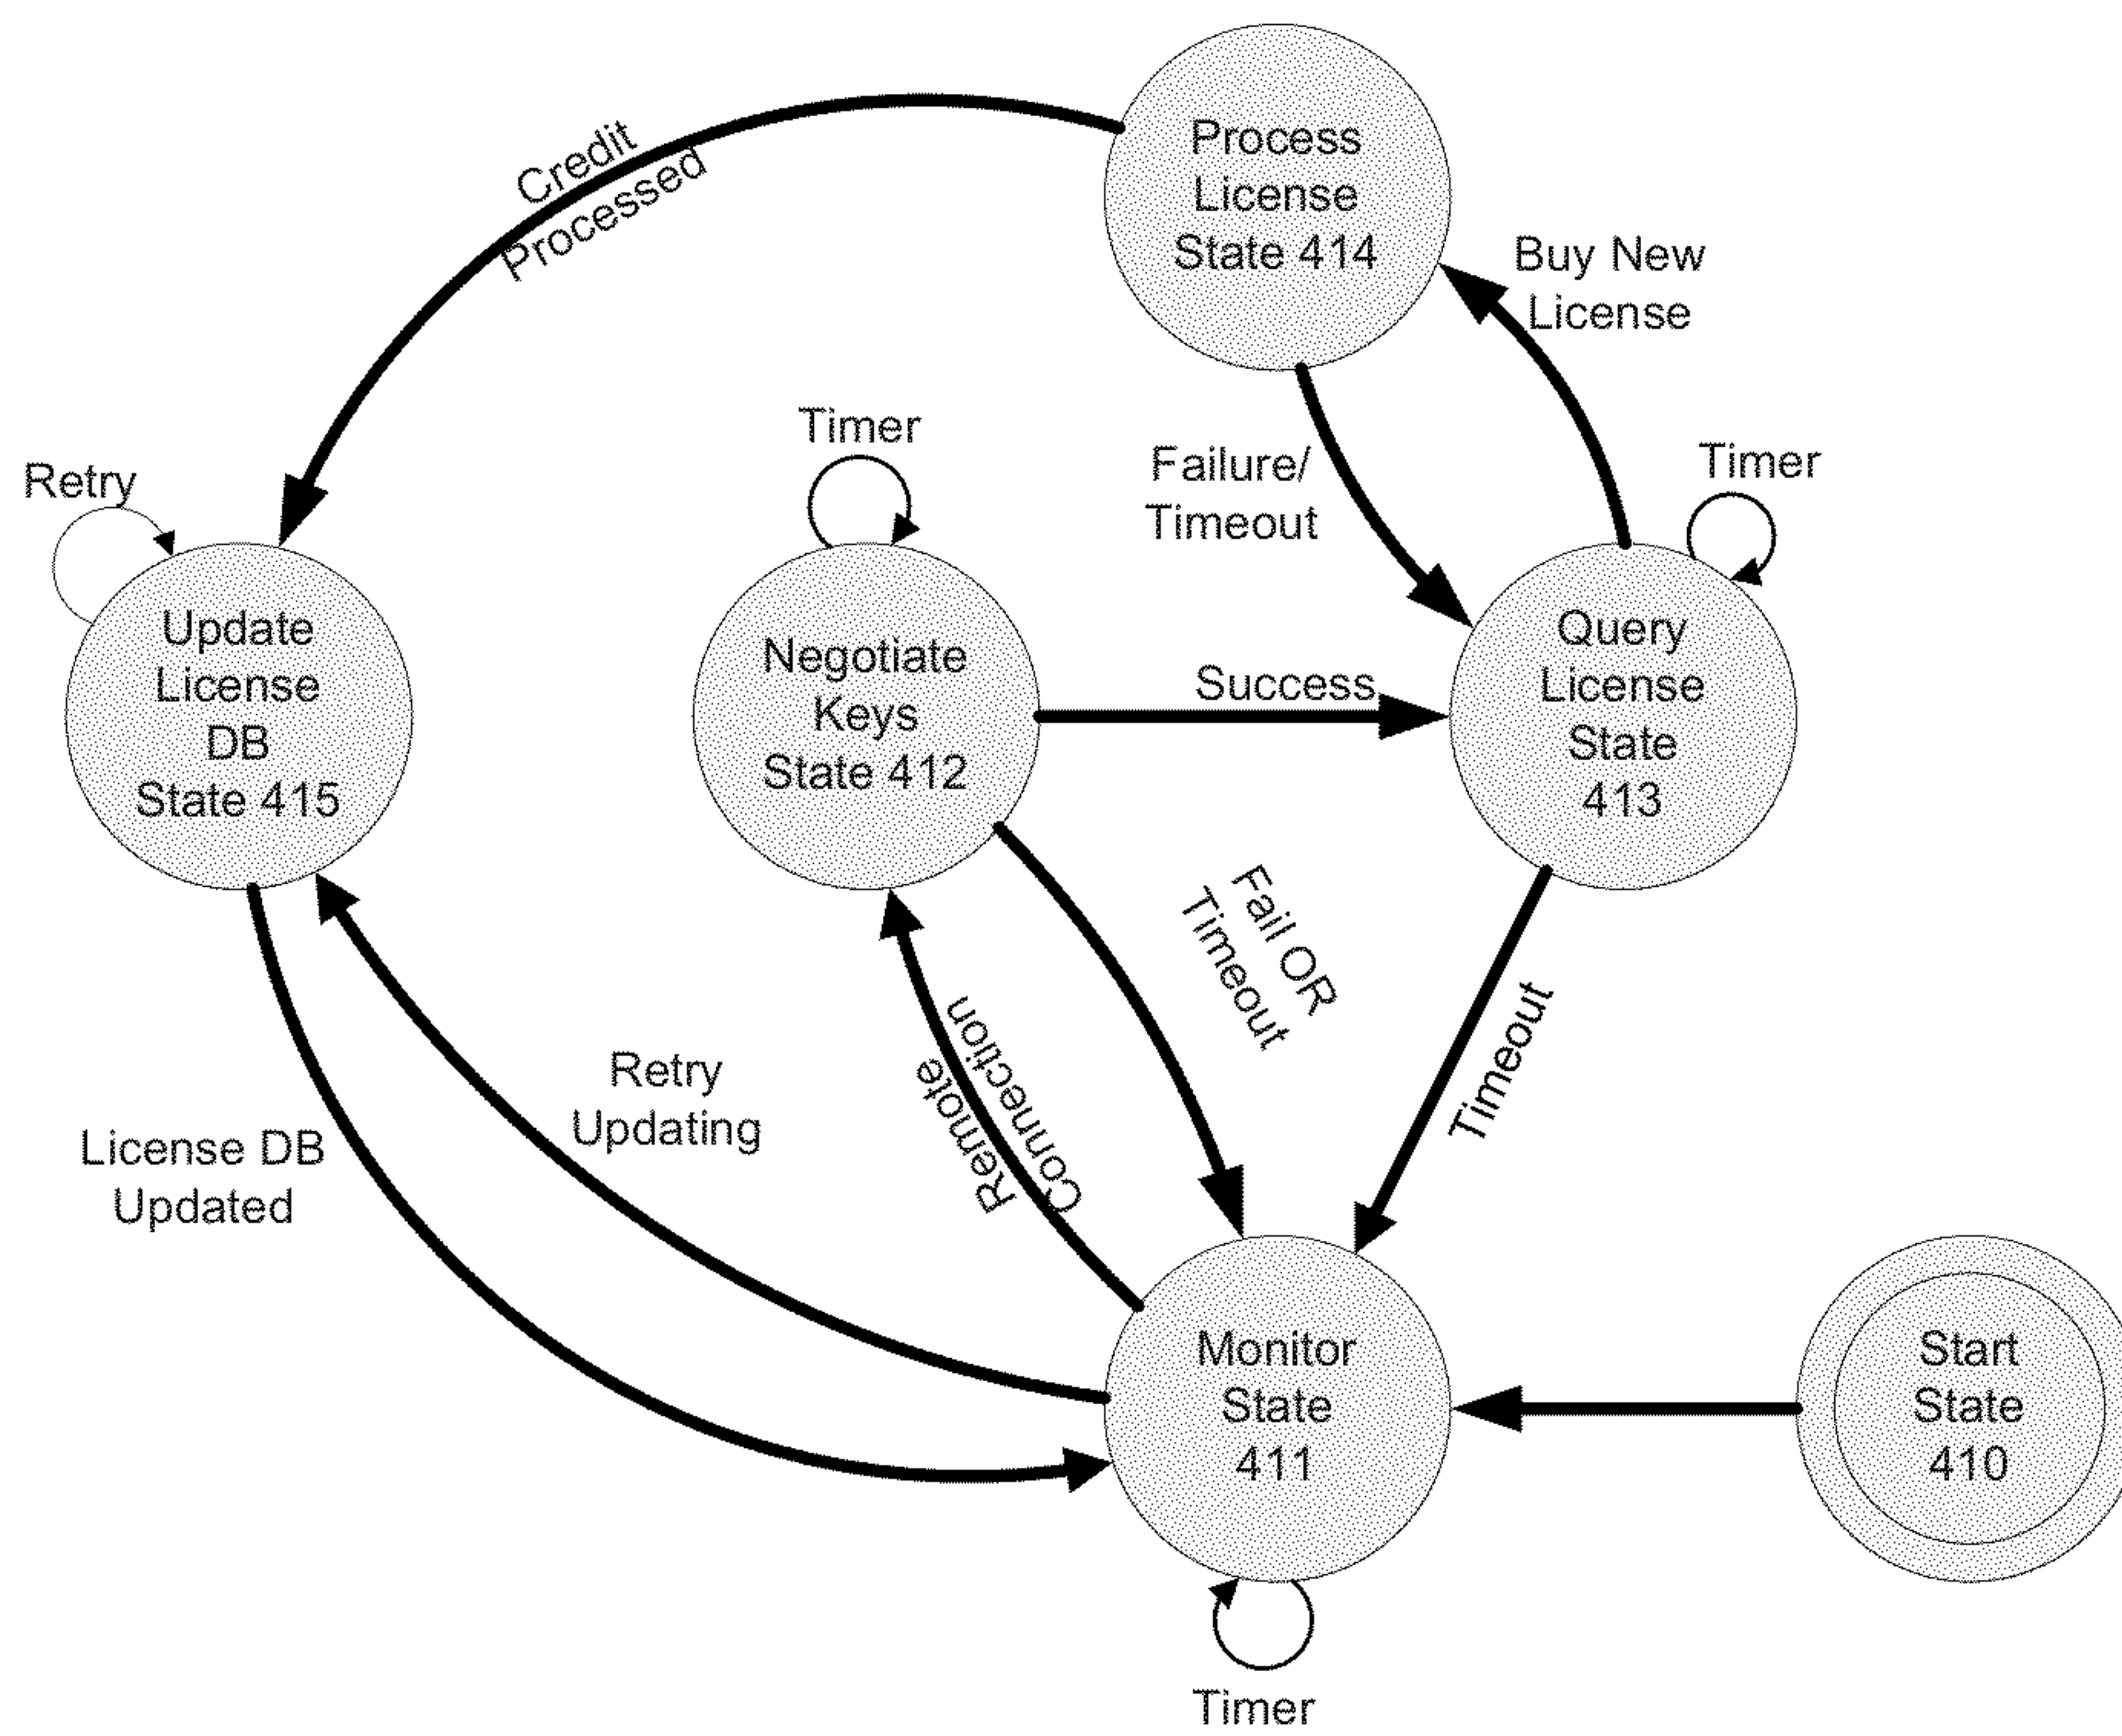 Process
License
State 414
Credit
Processed
Buy New
License
Timer
Failure/
Timeout
Timer
Retry
Update
License
DB
State 415
Negotiate
Keys
State 412
Success
Query
License
State
413
Fail OR
Timeout
Timeout
Remote
Connection
Retry
Updating
License DB
Updated
Monitor
State
411
Start
State
410
Timer